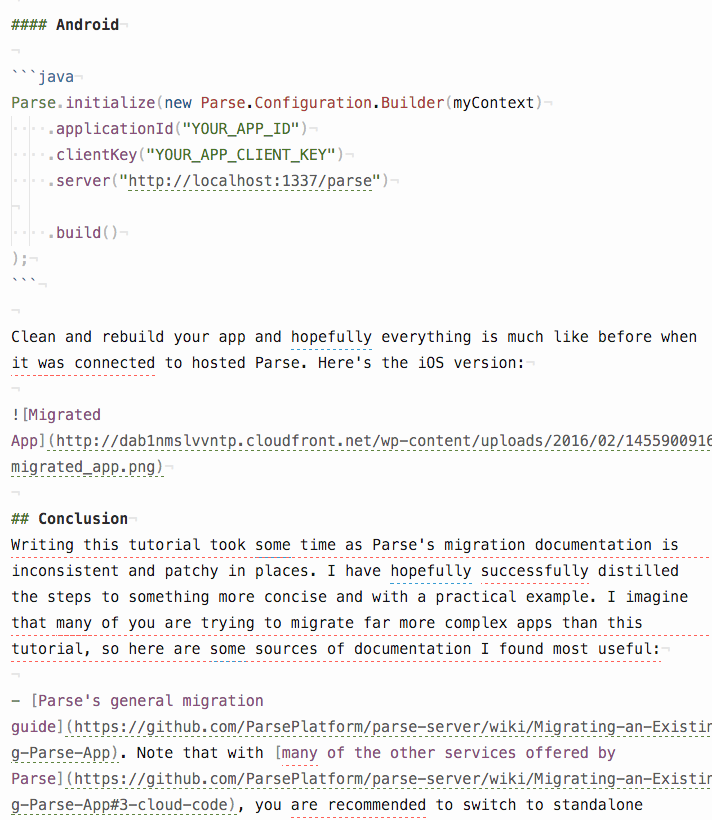 #### Android
```java
Parse.initialize(new Parse.Configuration.Builder(myContext)
.applicationId("YOUR_APP_ID")
.clientKey("YOUR_APP_CLIENT_KEY")
.server("http://localhost:1337/parse")
.build()
);
```
Clean and rebuild your app and hopefully everything is much like before when
it was connected to hosted Parse. Here's the iOS version:
![Migrated
App](http://dab1nmslvvntp.cloudfront.net/wp-content/uploads/2016/02/1455900916
migrated_app.png)
## Conclusion
Writing this tutorial took some time as Parse's migration documentation is
inconsistent and patchy in places. I have hopefully successfully distilled
the steps to something more concise and with a practical example. I imagine
that many of you are trying to migrate far more complex apps than this
tutorial, so here are some sources of documentation I found most useful:
- [Parse's general migration
guide](https://github.com/ParsePlatform/parse-server/wiki/Migrating-an-Existin
g-Parse-App). Note that with [many of the other services offered by
Parse](https://github.com/ParsePlatform/parse-server/wiki/Migrating-an-Existin
g-Parse-App#3-cloud-code), you are recommended to switch to standalone